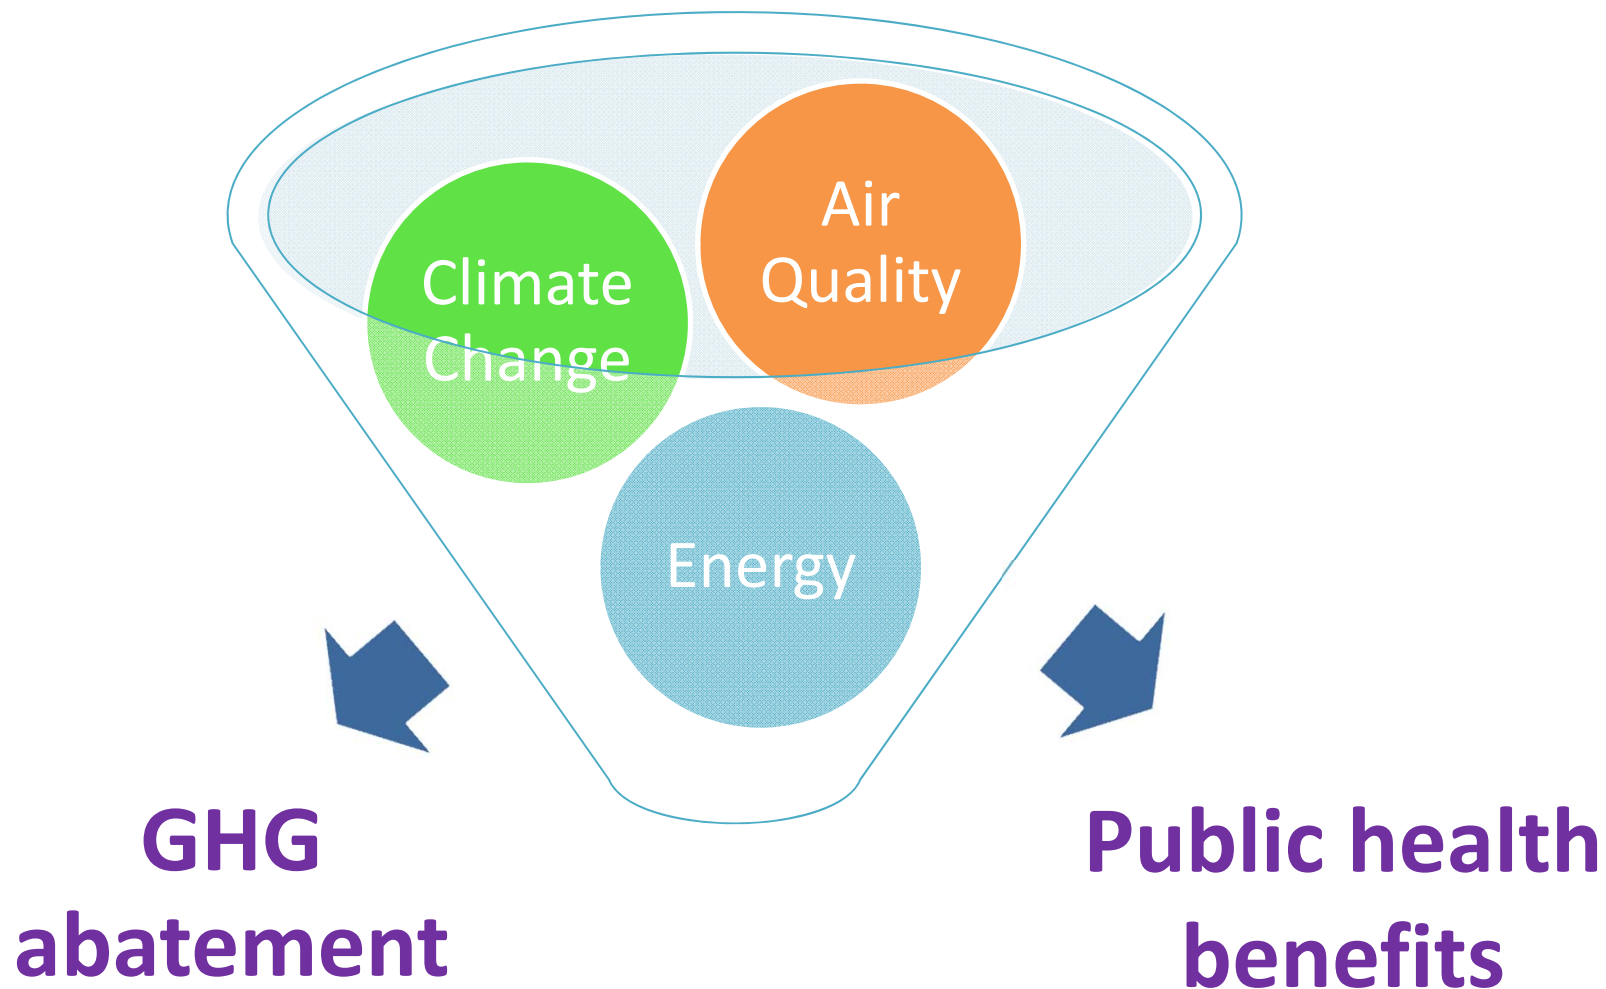 Air
Quality
Climate
Change
Energy
GHG
abatement
Public health
benefits